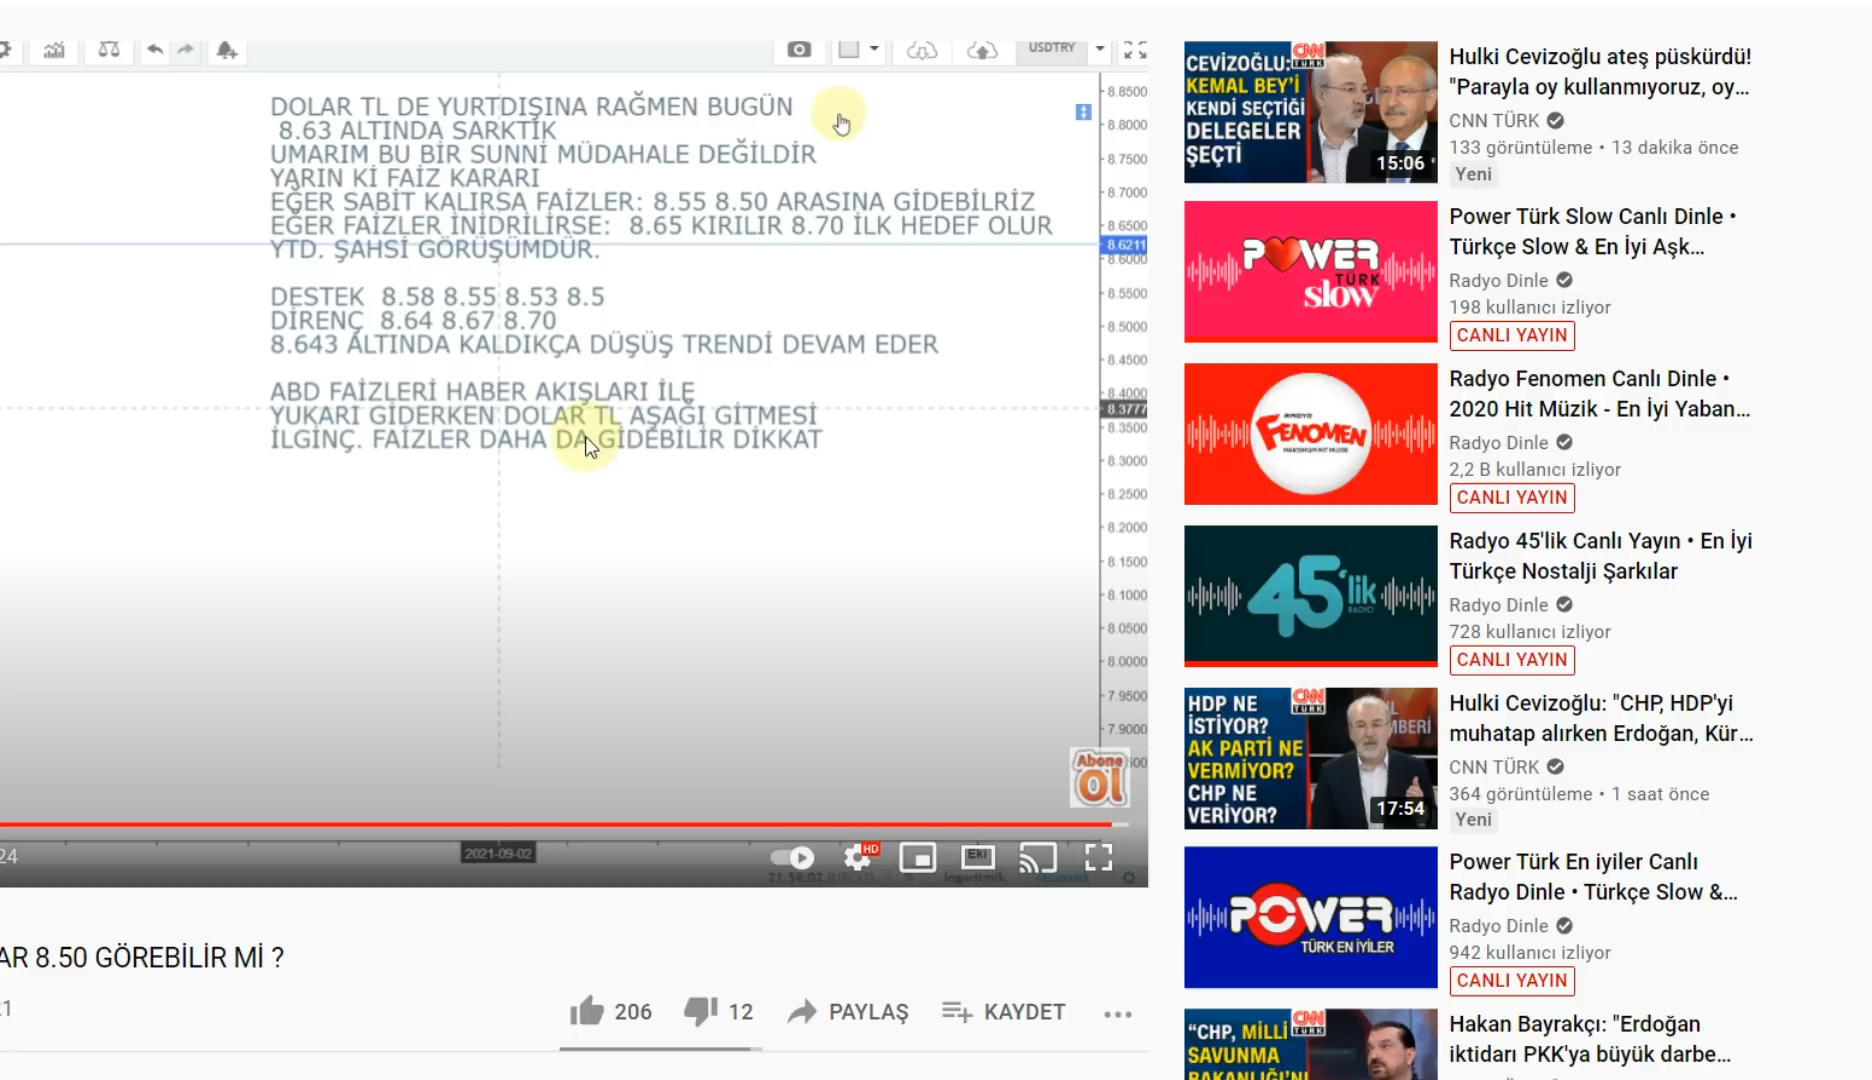 USDTRY
DOLAR TL DE YURTDIŞINA RAĞMEN BUGÜN
8.63 ALTINDA SARKTIK
UMARIM BU BİR SUNNİ MÜDAHALE DEĞİLDİR
YARIN Kİ FAİZ KARARI
EĞER SABİT KALIRSA FAİZLER: 8.55 8.50 ARASINA GİDEBİLRİZ
EĞER FAİZLER İNİDRİLİRSE: 8.65 KIRILIR 8.70 İLK HEDEF OLUR
YTD. ŞAHSİ GÖRÜŞÜMDÜR.
DESTEK 8.58 8.55 8.53 8.5
DİRENÇ 8.64 8.67 8.70
8.643 ALTINDA KALDIKÇA DÜŞÜŞ TRENDİ DEVAM EDER
ABD FAİZLERİ HABER AKIŞLARI İLE
YUKARI GİDERKEN DOLAR TL AŞAĞI GİTMESİ
İLGİNÇ. FAİZLER DAHA DA GİDEBİLİR DİKKAT
8.8500
8.8000
8.7500
8.7000
8.6500
8.6211
8.6000
8.5500
8.5000
8.4500
8.4000
8.3777
8.3500
8.3000
8.2500
8.2000
8.1500
8.1000
8.0500
8.0000
7.9500
7.9000
Abone
Ol
24
2021-09-02
HD
EKİ
AR 8.50 GÖREBİLİR Mİ ?
21
206
12
PAYLAŞ
KAYDET
CEVİZOĞLU:
KEMAL BEY'İ
KENDİ SEÇTİĞİ
DELEGELER
SEÇTİ
CNN
TÜRK
15:06
Hulki Cevizoğlu ateş püskürdü!
"Parayla oy kullanmıyoruz, oy...
CNN TÜRK
133 görüntüleme • 13 dakika önce
Yeni
POWER
TÜRK
slow
Power Türk Slow Canlı Dinle •
Türkçe Slow & En İyi Aşk...
Radyo Dinle
198 kullanıcı izliyor
CANLI YAYIN
RADYO
FENOMEN
MAKSIMUM HIT MUZIK
Radyo Fenomen Canlı Dinle •
2020 Hit Müzik - En İyi Yaban...
Radyo Dinle
2,2 B kullanıcı izliyor
CANLI YAYIN
45'lik
RADYO
Radyo 45'lik Canlı Yayın • En İyi
Türkçe Nostalji Şarkılar
Radyo Dinle
728 kullanıcı izliyor
CANLI YAYIN
HDP NE
İSTİYOR?
AK PARTİ NE
VERMİYOR?
CHP NE
VERİYOR?
CNN
TÜRK
17:54
Hulki Cevizoğlu: "CHP, HDP'yi
muhatap alırken Erdoğan, Kür...
CNN TÜRK
364 görüntüleme • 1 saat önce
Yeni
POWER
TÜRK EN İYİLER
Power Türk En iyiler Canlı
Radyo Dinle • Türkçe Slow &...
Radyo Dinle
942 kullanıcı izliyor
CANLI YAYIN
"CHP, MİLLİ
SAVUNMA
BAKANLIĞI'NI
CNN
TÜRK
Hakan Bayrakçı: "Erdoğan
iktidarı PKK'ya büyük darbe...